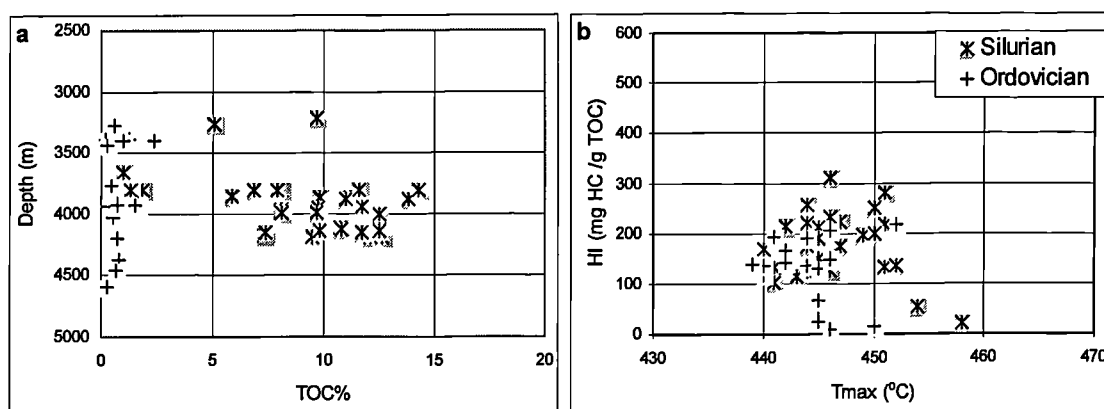 a
2500
3000
3500
4000
4500
5000
Depth (m)
0 5 10 15 20
TOC%
b
600
500
400
300
200
100
0
HI (mg HC /g TOC)
430 440 450 460 470
Tmax (ºC)
Silurian
Ordovician